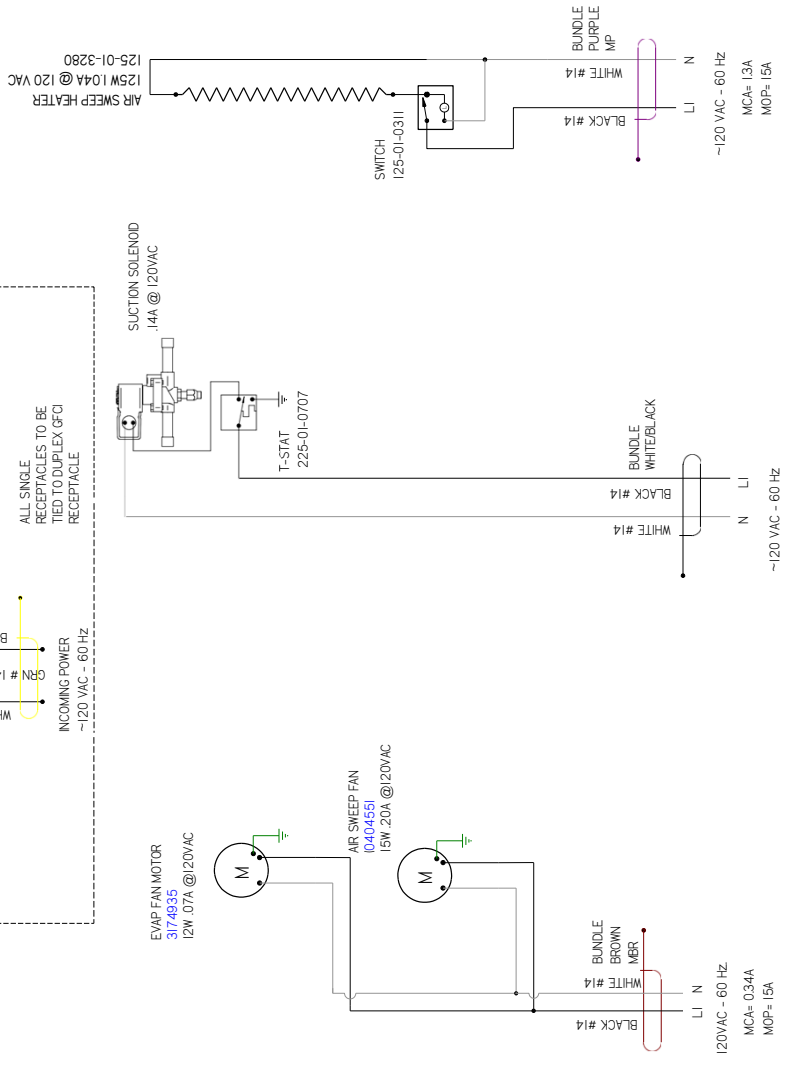 AIR SWEEP HEATER
125W 1.04A @ 120 VAC
125-01-3280
SWITCH
125-01-0311
L
BUNDLE
PURPLE
MP
WHITE #14
BLACK #14
N
L1
~120 VAC - 60 Hz
MCA= 1.3A
MOP= 15A
SUCTION SOLENOID
.14A @ 120VAC
T-STAT
225-01-0707
BUNDLE
WHITE/BLACK
BLACK #14
WHITE #14
L1
N
~120 VAC - 60 Hz
ALL SINGLE
RECEPTACLES TO BE
TIED TO DUPLEX GFCI
RECEPTACLE
B
GRN # 1
WH
INCOMING POWER
~120 VAC - 60 Hz
EVAP FAN MOTOR
3174935
12W .07A @120VAC
M
AIR SWEEP FAN
10404551
15W .20A @120VAC
M
BUNDLE
BROWN
MBR
WHITE #14
BLACK #14
N
L1
120VAC - 60 Hz.
MCA= 0.34A
MOP= 15A